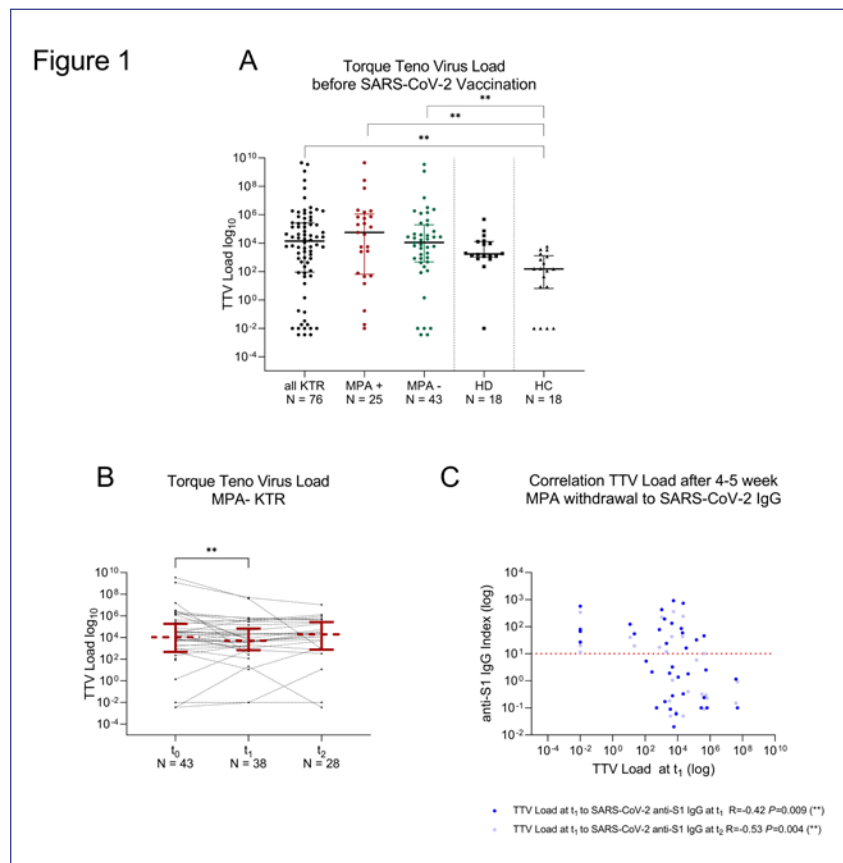 Figure 1
A
Torque Teno Virus Load
before SARS-CoV-2 Vaccination
**
**
**
TTV Load log10
10^10
10^8
10^6
10^4
10^2
10^0
10^-2
10^-4
all KTR MPA + MPA - HD HC
N = 76 N = 25 N = 43 N = 18 N = 18
B
Torque Teno Virus Load
MPA- KTR
**
TTV Load log10
10^10
10^8
10^6
10^4
10^2
10^0
10^-2
10^-4
t0 t1 t2
N = 43 N = 38 N = 28
C
Correlation TTV Load after 4-5 week
MPA withdrawal to SARS-CoV-2 IgG
anti-S1 IgG Index (log)
10^4
10^3
10^2
10^1
10^0
10^-1
10^-2
10^-4 10^-2 10^0 10^2 10^4 10^6 10^8 10^10
TTV Load at t1 (log)
TTV Load at t1 to SARS-CoV-2 anti-S1 IgG at t1 R=-0.42 P=0.009 (**)
TTV Load at t1 to SARS-CoV-2 anti-S1 IgG at t2 R=-0.53 P=0.004 (**)